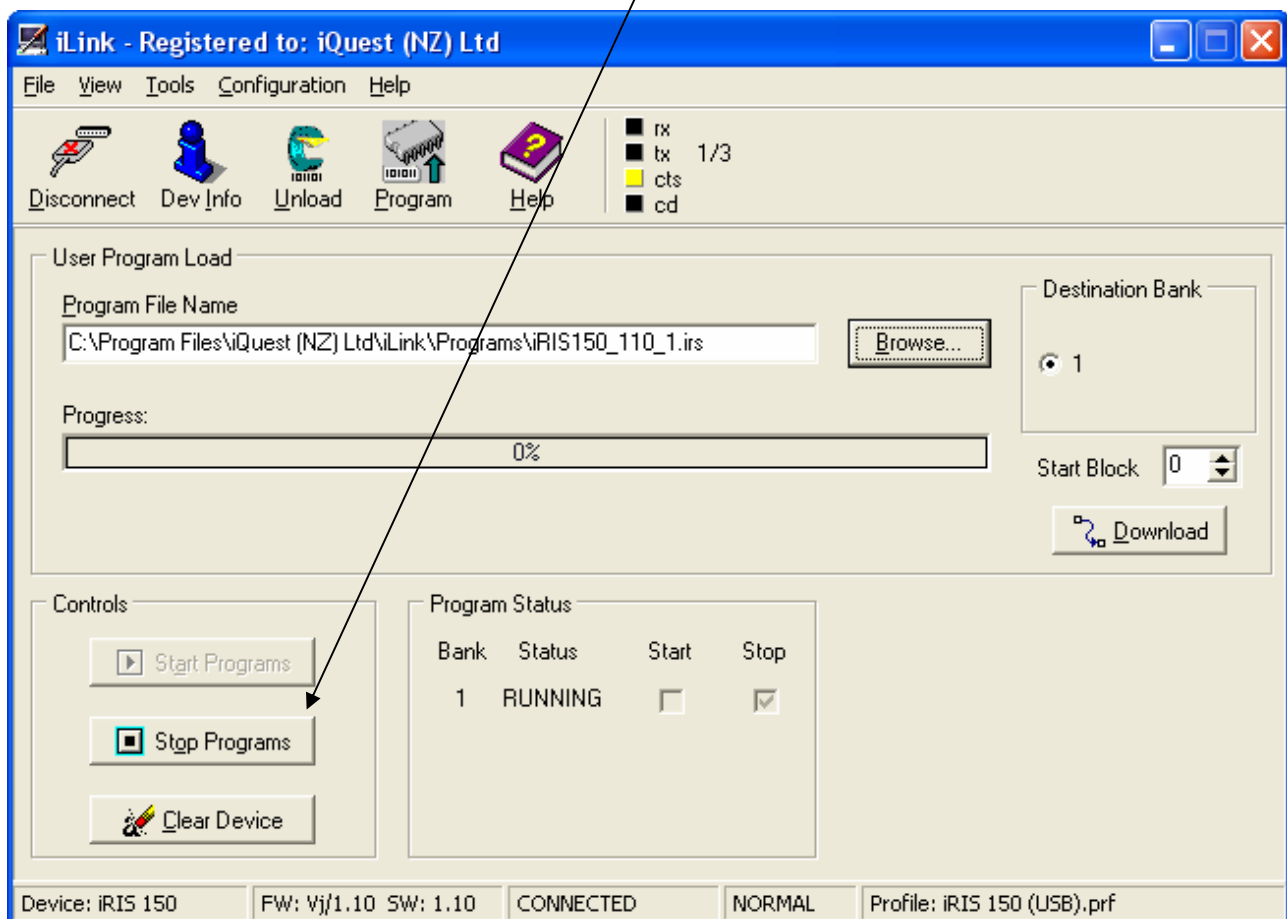 iLink - Registered to: iQuest (NZ) Ltd
File View Tools Configuration Help
Disconnect Dev Info Unload Program Help
rx
tx 1/3
cts
cd
User Program Load
Program File Name
C:\Program Files\iQuest (NZ) Ltd\iLink\Programs\iRIS150_110_1.irs
Browse...
Destination Bank
1
Progress:
0%
Start Block 0
Download
Controls
Start Programs
Stop Programs
Clear Device
Program Status
Bank Status Start Stop
1 RUNNING
Device: iRIS 150 FW: Vj/1.10 SW: 1.10 CONNECTED NORMAL Profile: iRIS 150 (USB).prf